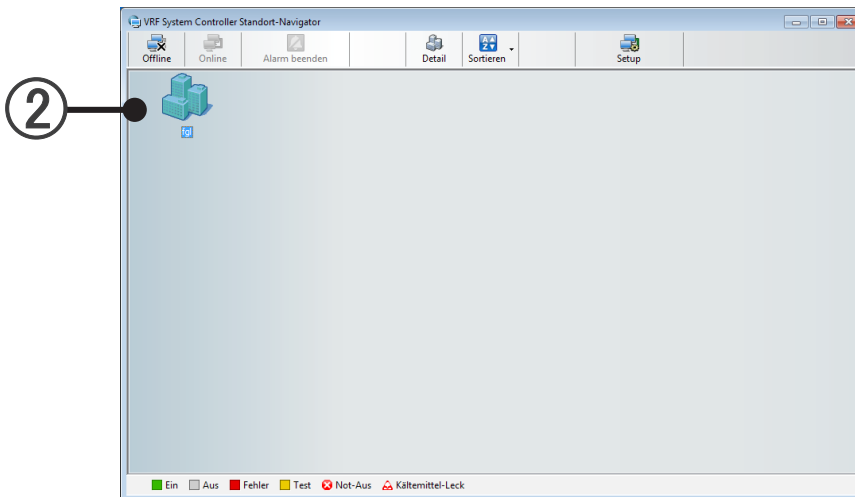 VRF System Controller Standort-Navigator
Offline Online Alarm beenden Detail Sortieren Setup
2
fgl
Ein Aus Fehler Test Not-Aus Kältemittel-Leck